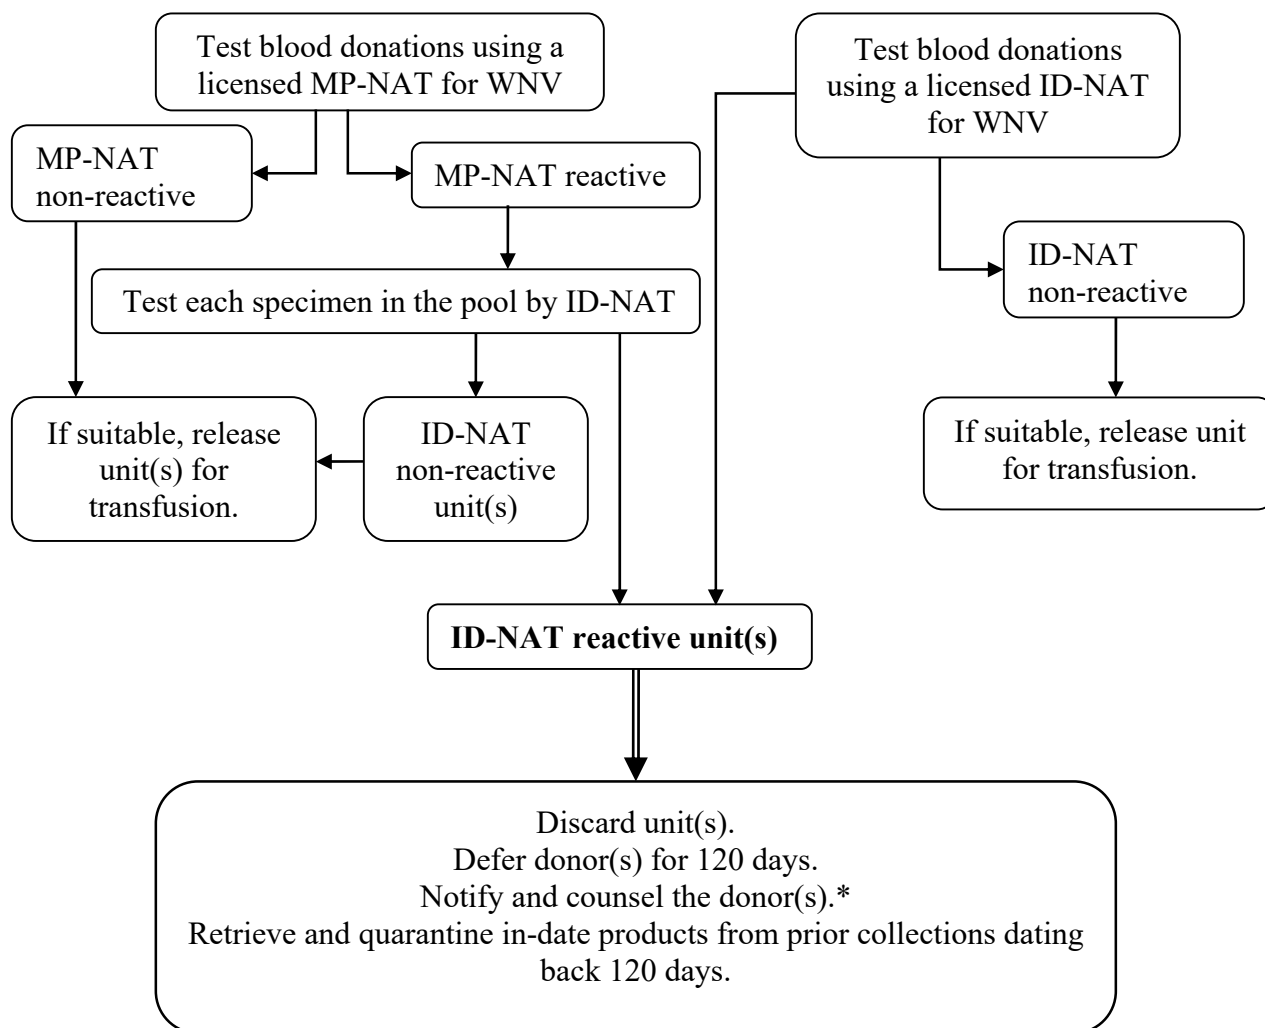 Test blood donations using a
licensed MP-NAT for WNV
Test blood donations
using a licensed ID-NAT
for WNV
MP-NAT
non-reactive
MP-NAT reactive
ID-NAT
non-reactive
Test each specimen in the pool by ID-NAT
If suitable, release
unit(s) for
transfusion.
ID-NAT
non-reactive
unit(s)
If suitable, release unit
for transfusion.
ID-NAT reactive unit(s)
Discard unit(s).
Defer donor(s) for 120 days.
Notify and counsel the donor(s).*
Retrieve and quarantine in-date products from prior collections dating
back 120 days.